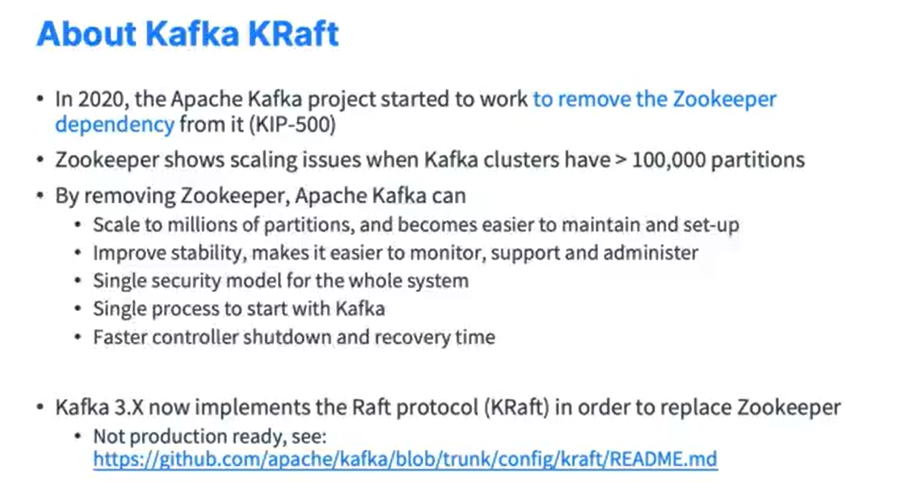 About Kafka KRaft
• In 2020, the Apache Kafka project started to work to remove the Zookeeper
dependency from it (KIP-500)
• Zookeeper shows scaling issues when Kafka clusters have > 100,000 partitions
• By removing Zookeeper, Apache Kafka can
• Scale to millions of partitions, and becomes easier to maintain and set-up
• Improve stability, makes it easier to monitor, support and administer
• Single security model for the whole system
• Single process to start with Kafka
• Faster controller shutdown and recovery time
• Kafka 3.X now implements the Raft protocol (KRaft) in order to replace Zookeeper
• Not production ready, see:
https://github.com/apache/kafka/blob/trunk/config/kraft/README.md